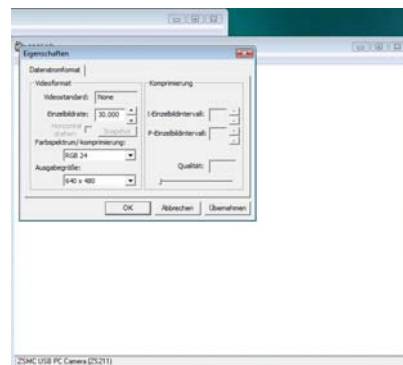 Eigenschaften
Datenstromformat
Videoformat
Videostandard: None
Einzelbildrate: 30,000
Horizontal drehen: Snapshot
Farbspektrum/-komprimierung:
RGB 24
Ausgabegröße:
640 x 480
Komprimierung
I-Einzelbildintervall:
P-Einzelbildintervall:
Qualität:
OK Abbrechen Übernehmen
ZSMC USB PC Camera (ZS211)